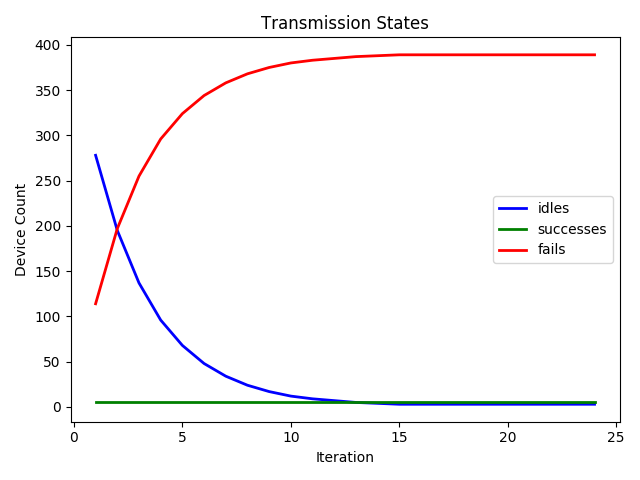 Transmission States
400
350
300
250
200
150
100
50
0
Device Count
idles
successes
fails
0 5 10 15 20 25
Iteration